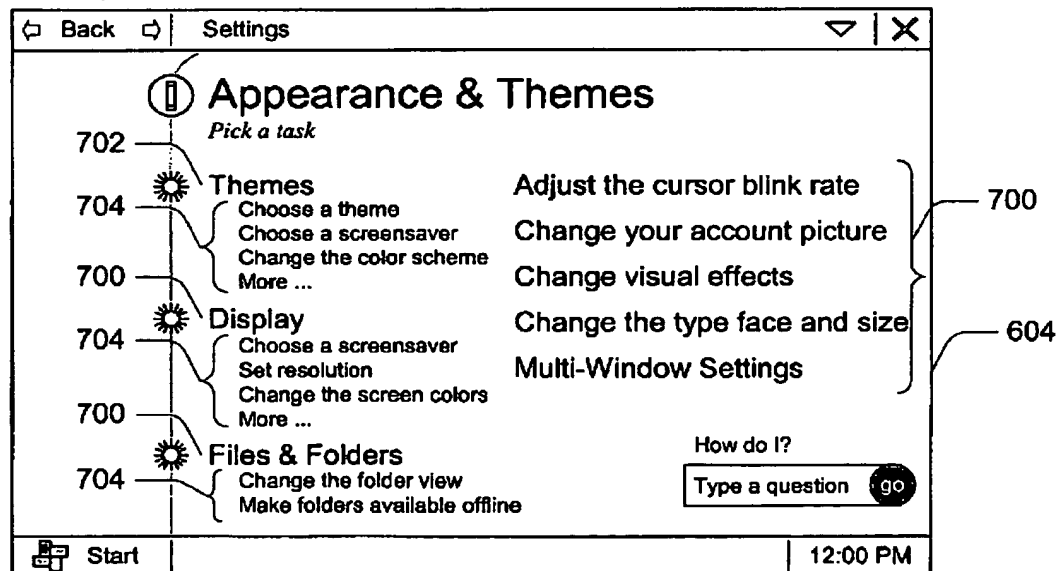 Back Settings
Appearance & Themes
Pick a task
702
Themes
704
Choose a theme
Choose a screensaver
Change the color scheme
More ...
700
Display
704
Choose a screensaver
Set resolution
Change the screen colors
More ...
700
Files & Folders
704
Change the folder view
Make folders available offline
Adjust the cursor blink rate
Change your account picture
Change visual effects
Change the type face and size
Multi-Window Settings
700
604
How do I?
Type a question go
Start 12:00 PM